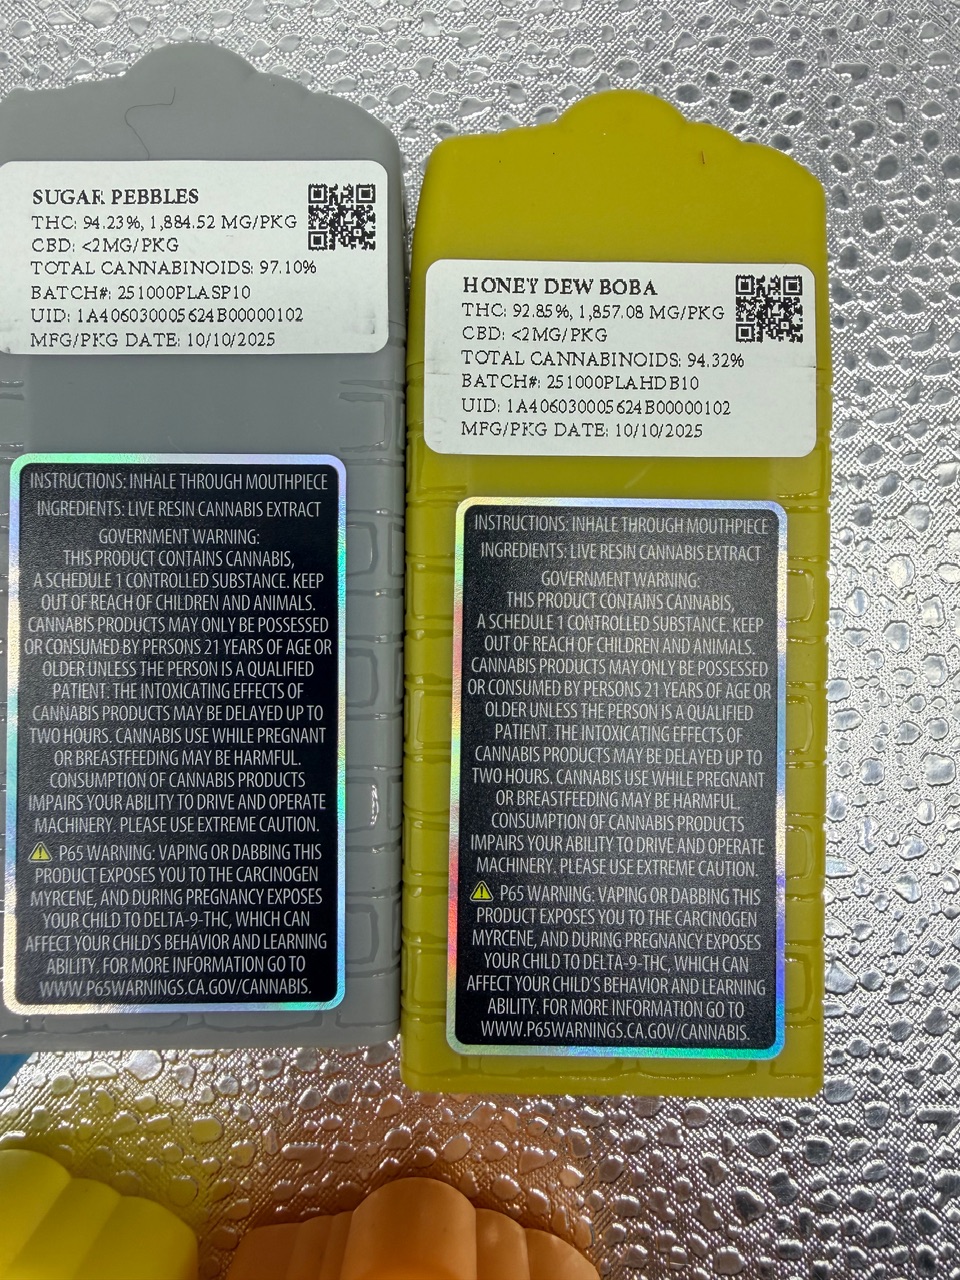 SUGAR PEBBLES
THC: 94.23%, 1,884.52 MG/PKG
CBD: <2MG/PKG
TOTAL CANNABINOIDS: 97.10%
BATCH#: 251000PLASP10
UID: 1A406030005624B00000102
MFG/PKG DATE: 10/10/2025
INSTRUCTIONS: INHALE THROUGH MOUTHPIECE
INGREDIENTS: LIVE RESIN CANNABIS EXTRACT
GOVERNMENT WARNING:
THIS PRODUCT CONTAINS CANNABIS,
A SCHEDULE 1 CONTROLLED SUBSTANCE. KEEP
OUT OF REACH OF CHILDREN AND ANIMALS.
CANNABIS PRODUCTS MAY ONLY BE POSSESSED
OR CONSUMED BY PERSONS 21 YEARS OF AGE OR
OLDER UNLESS THE PERSON IS A QUALIFIED
PATIENT. THE INTOXICATING EFFECTS OF
CANNABIS PRODUCTS MAY BE DELAYED UP TO
TWO HOURS. CANNABIS USE WHILE PREGNANT
OR BREASTFEEDING MAY BE HARMFUL.
CONSUMPTION OF CANNABIS PRODUCTS
IMPAIRS YOUR ABILITY TO DRIVE AND OPERATE
MACHINERY. PLEASE USE EXTREME CAUTION.
P65 WARNING: VAPING OR DABBING THIS
PRODUCT EXPOSES YOU TO THE CARCINOGEN
MYRCENE, AND DURING PREGNANCY EXPOSES
YOUR CHILD TO DELTA-9-THC, WHICH CAN
AFFECT YOUR CHILD'S BEHAVIOR AND LEARNING
ABILITY. FOR MORE INFORMATION GO TO
WWW.P65WARNINGS.CA.GOV/CANNABIS.
HONEY DEW BOBA
THC: 92.85%, 1,857.08 MG/PKG
CBD: <2MG/PKG
TOTAL CANNABINOIDS: 94.32%
BATCH#: 251000PLAHDB10
UID: 1A406030005624B00000102
MFG/PKG DATE: 10/10/2025
INSTRUCTIONS: INHALE THROUGH MOUTHPIECE
INGREDIENTS: LIVE RESIN CANNABIS EXTRACT
GOVERNMENT WARNING:
THIS PRODUCT CONTAINS CANNABIS,
A SCHEDULE 1 CONTROLLED SUBSTANCE. KEEP
OUT OF REACH OF CHILDREN AND ANIMALS.
CANNABIS PRODUCTS MAY ONLY BE POSSESSED
OR CONSUMED BY PERSONS 21 YEARS OF AGE OR
OLDER UNLESS THE PERSON IS A QUALIFIED
PATIENT. THE INTOXICATING EFFECTS OF
CANNABIS PRODUCTS MAY BE DELAYED UP TO
TWO HOURS. CANNABIS USE WHILE PREGNANT
OR BREASTFEEDING MAY BE HARMFUL.
CONSUMPTION OF CANNABIS PRODUCTS
IMPAIRS YOUR ABILITY TO DRIVE AND OPERATE
MACHINERY. PLEASE USE EXTREME CAUTION.
P65 WARNING: VAPING OR DABBING THIS
PRODUCT EXPOSES YOU TO THE CARCINOGEN
MYRCENE, AND DURING PREGNANCY EXPOSES
YOUR CHILD TO DELTA-9-THC, WHICH CAN
AFFECT YOUR CHILD'S BEHAVIOR AND LEARNING
ABILITY. FOR MORE INFORMATION GO TO
WWW.P65WARNINGS.CA.GOV/CANNABIS.